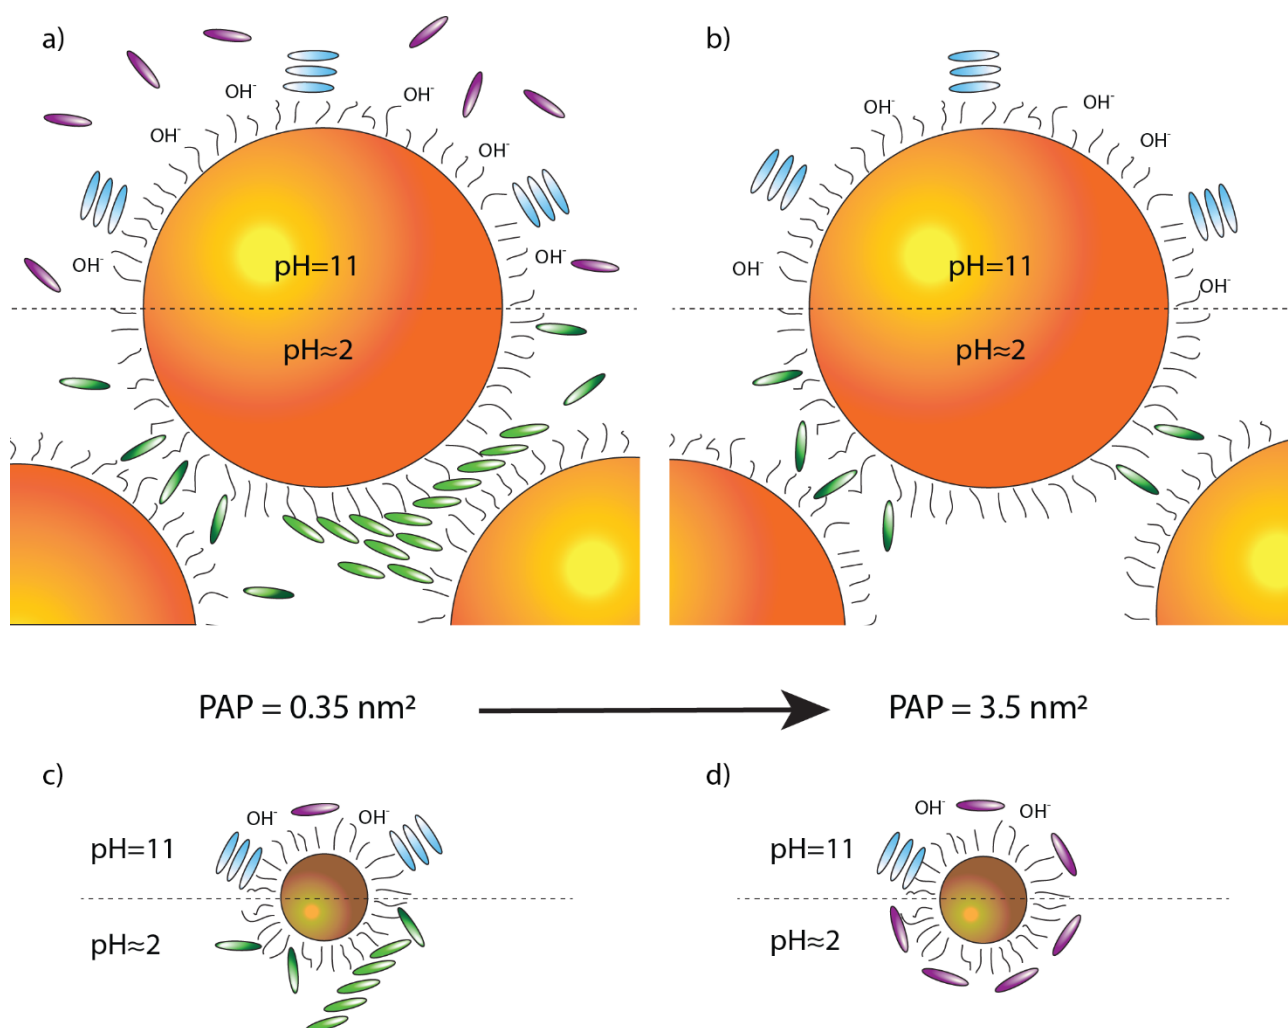 a)
b)
OH⁻
OH⁻
OH⁻
OH⁻
OH⁻
OH⁻
pH=11
pH≈2
OH⁻
OH⁻
OH⁻
OH⁻
OH⁻
pH=11
pH≈2
PAP = 0.35 nm²
PAP = 3.5 nm²
c)
d)
OH⁻
OH⁻
pH=11
pH≈2
OH⁻
OH⁻
pH=11
pH≈2